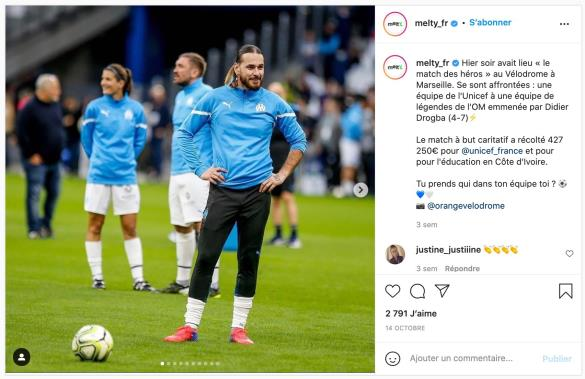 melty_fr • S'abonner
melty_fr Hier soir avait lieu « le
match des héros » au Vélodrome à
Marseille. Se sont affrontées : une
équipe de l'Unicef à une équipe de
légendes de l'OM emmenée par Didier
Drogba (4-7)⚡
Le match à but caritatif a récolté 427
250€ pour @unicef_france et pour
pour l'éducation en Côte d'Ivoire.
Tu prends qui dans ton équipe toi ? ⚽
💙🤍
📷 @orangevelodrome
3 sem
justine_justiiine 👏👏👏👏
3 sem Répondre
2 791 J'aime
14 OCTOBRE
Ajouter un commentaire...
Publier